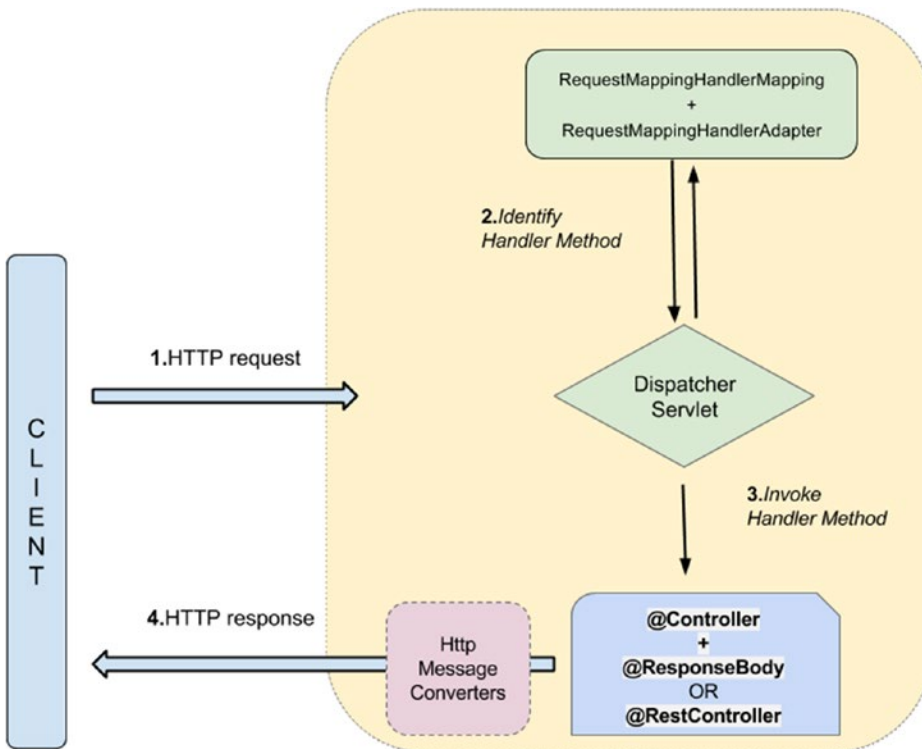 RequestMappingHandlerMapping
+
RequestMappingHandlerAdapter
2.Identify
Handler Method
1.HTTP request
Dispatcher
Servlet
CLIENT
3.Invoke
Handler Method
4.HTTP response
Http
Message
Converters
@Controller
+
@ResponseBody
OR
@RestController